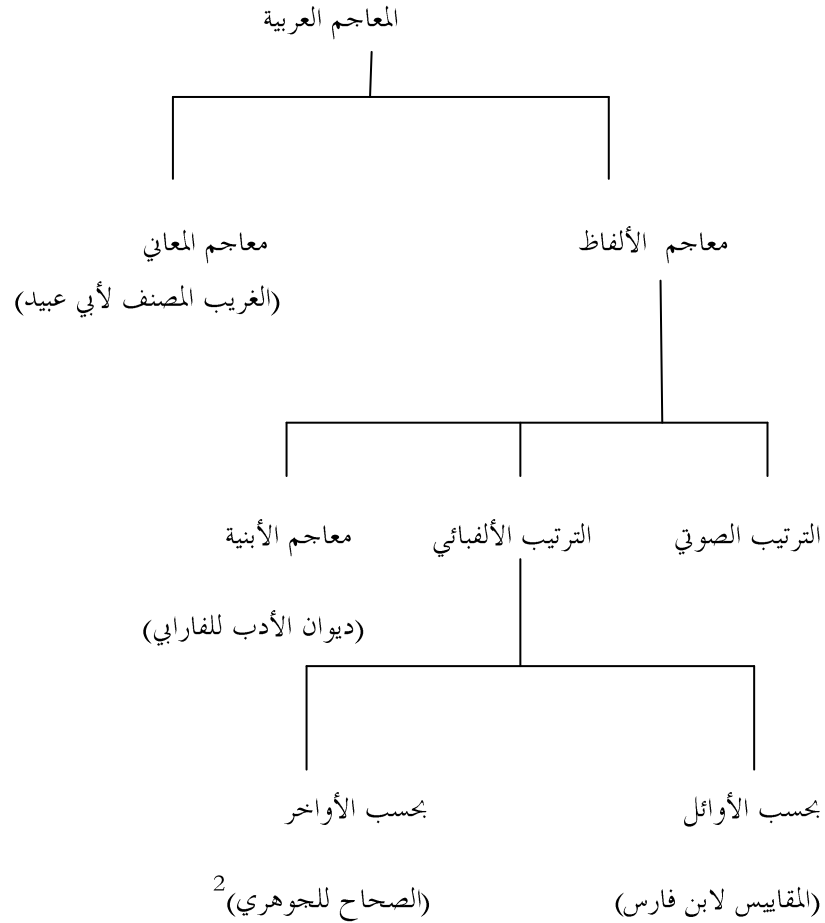 المعاجم العربية
معاجم الألفاظ
معاجم المعاني
(الغريب المصنف لأبي عبيد)
الترتيب الصوتي
الترتيب الألفبائي
معاجم الأبنية
(ديوان الأدب للفارابي)
بحسب الأوائل
بحسب الأواخر
(المقاييس لابن فارس)
(الصحاح للجوهري)2